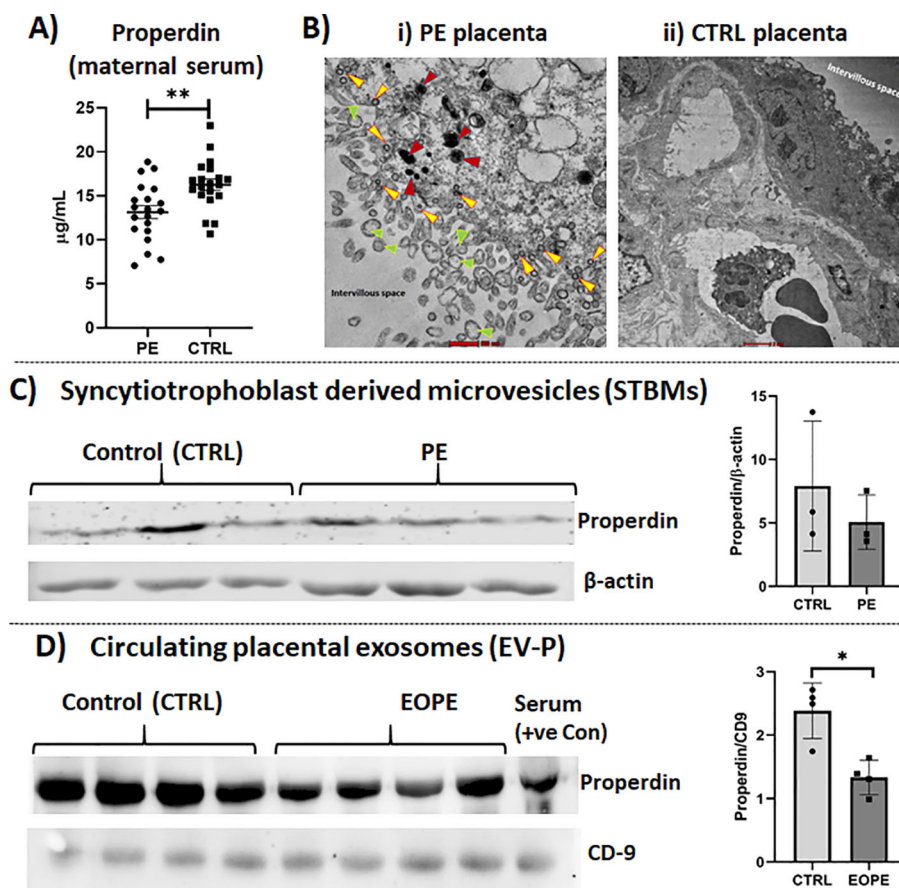 A)
Properdin
(maternal serum)
**
25
20
15
10
5
0
µg/mL
PE
CTRL
B)
i) PE placenta
Intervillous space
ii) CTRL placenta
Intervillous space
C) Syncytiotrophoblast derived microvesicles (STBMs)
Control (CTRL)
PE
Properdin
β-actin
Properdin/β-actin
15
10
5
0
CTRL
PE
D) Circulating placental exosomes (EV-P)
Control (CTRL)
EOPE
Serum
(+ve Con)
Properdin
CD-9
Properdin/CD9
*
3
2
1
0
CTRL
EOPE